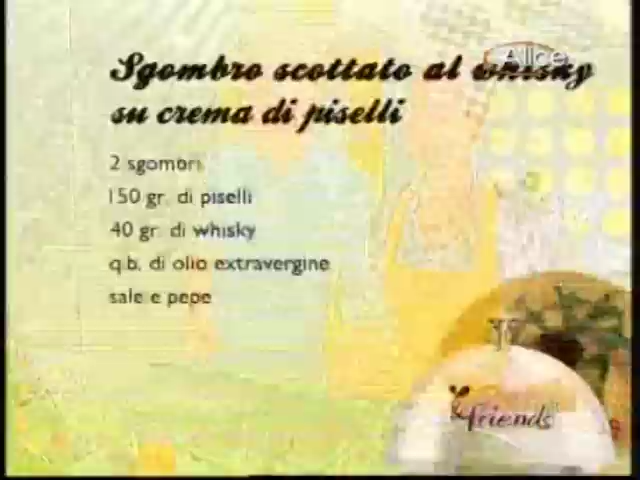 Alice
Sgombro scottato al whisky
su crema di piselli
2 sgombri
150 gr. di piselli
40 gr. di whisky
q.b. di olio extravergine
sale e pepe
friends